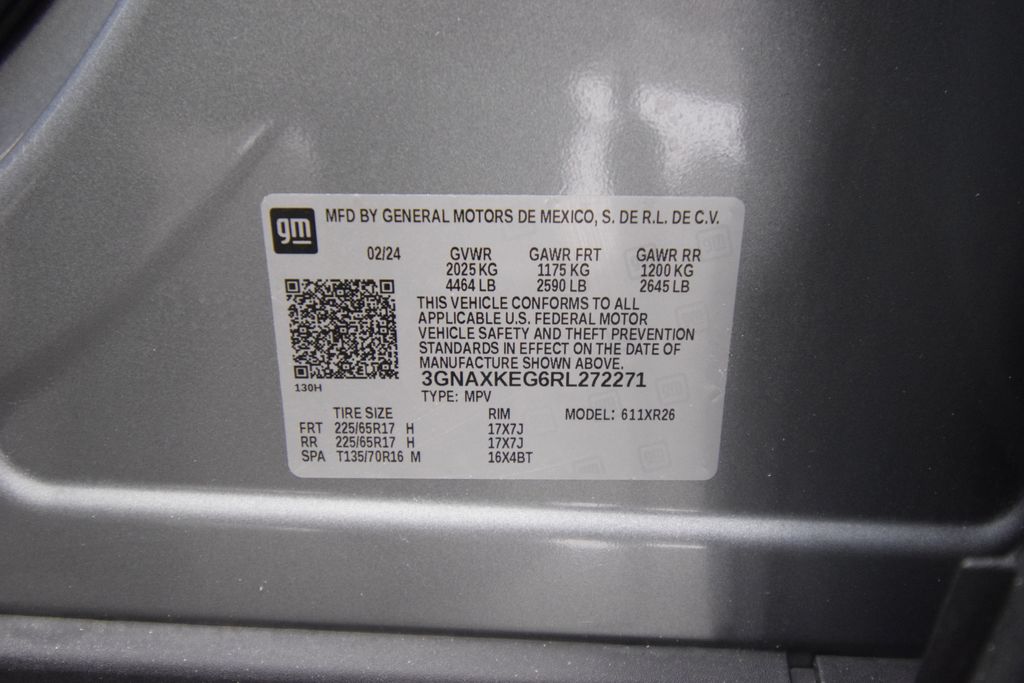 gm MFD BY GENERAL MOTORS DE MEXICO, S. DE R.L. DE C.V.
02/24 GVWR GAWR FRT GAWR RR
2025 KG 1175 KG 1200 KG
4464 LB 2590 LB 2645 LB
THIS VEHICLE CONFORMS TO ALL
APPLICABLE U.S. FEDERAL MOTOR
VEHICLE SAFETY AND THEFT PREVENTION
STANDARDS IN EFFECT ON THE DATE OF
MANUFACTURE SHOWN ABOVE.
3GNAXKEG6RL272271
130H
TYPE: MPV
TIRE SIZE RIM MODEL: 611XR26
FRT 225/65R17 H 17X7J
RR 225/65R17 H 17X7J
SPA T135/70R16 M 16X4BT